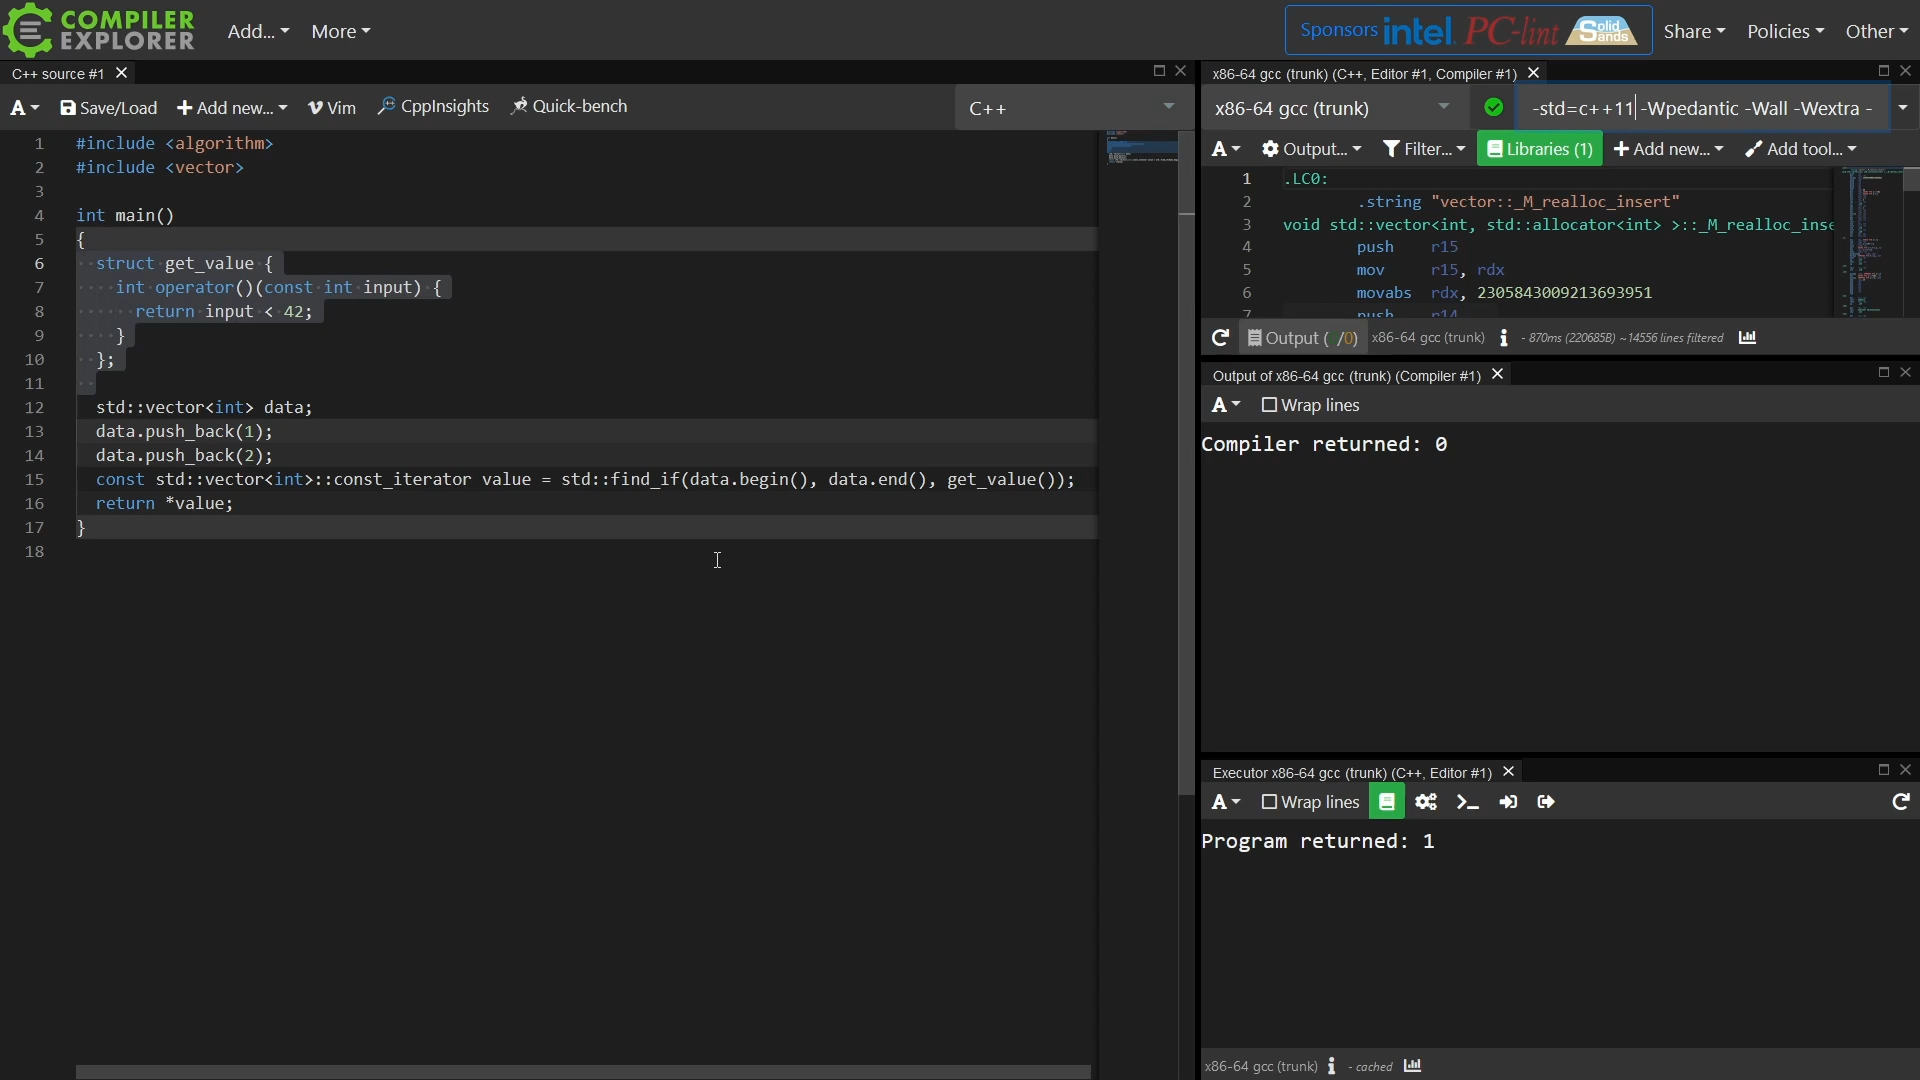 COMPILER
EXPLORER
Add...
More
Sponsors intel PC-lint Solid Sands
Share
Policies
Other
C++ source #1
A
Save/Load
Add new...
Vim
CppInsights
Quick-bench
C++
1 #include <algorithm>
2 #include <vector>
3
4 int main()
5 {
6 struct get_value {
7 int operator()(const int input) {
8 return input < 42;
9 }
10 };
11
12 std::vector<int> data;
13 data.push_back(1);
14 data.push_back(2);
15 const std::vector<int>::const_iterator value = std::find_if(data.begin(), data.end(), get_value());
16 return *value;
17 }
18
x86-64 gcc (trunk) (C++, Editor #1, Compiler #1)
x86-64 gcc (trunk)
-std=c++11 -Wpedantic -Wall -Wextra -
A
Output...
Filter...
Libraries (1)
Add new...
Add tool...
1 .LC0:
2 .string "vector::_M_realloc_insert"
3 void std::vector<int, std::allocator<int> >::_M_realloc_inse
4 push r15
5 mov r15, rdx
6 movabs rdx, 2305843009213693951
7 push r14
Output ( /0) x86-64 gcc (trunk) i - 870ms (220685B) ~14556 lines filtered
Output of x86-64 gcc (trunk) (Compiler #1)
A
Wrap lines
Compiler returned: 0
Executor x86-64 gcc (trunk) (C++, Editor #1)
A
Wrap lines
Program returned: 1
x86-64 gcc (trunk) i - cached